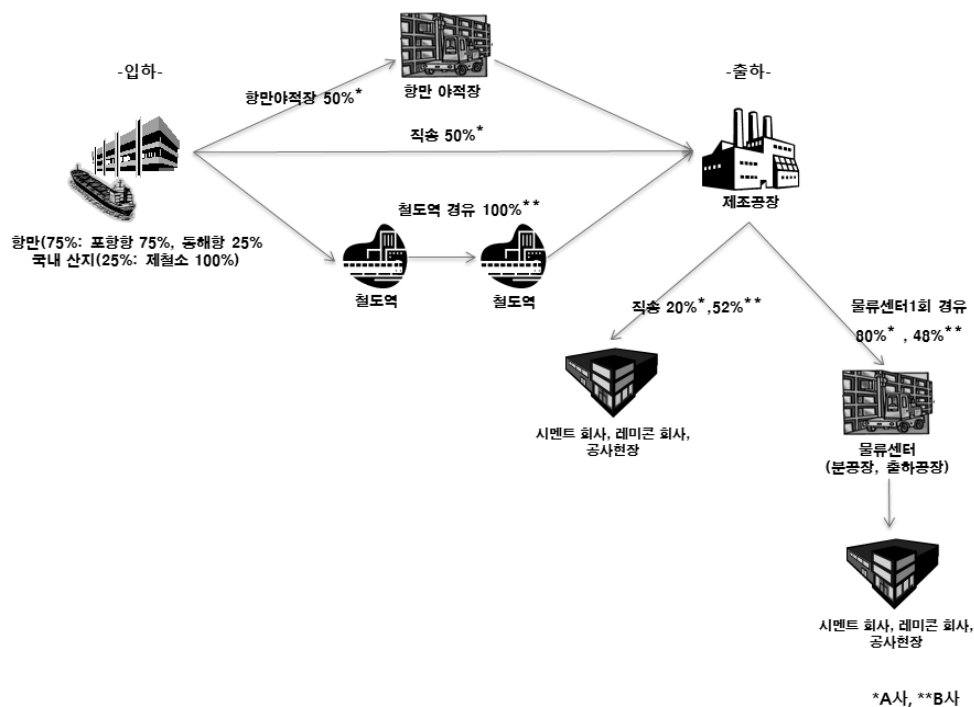 -입하-
-출하-
항만야적장 50%*
항만 야적장
직송 50%*
제조공장
철도역 경유 100%**
항만(75%: 포항항 75%, 동해항 25%
국내 산지(25%: 제철소 100%)
철도역
철도역
직송 20%*,52%**
물류센터1회 경유
80%* , 48%**
시멘트 회사, 레미콘 회사,
공사현장
물류센터
(분공장, 출하공장)
시멘트 회사, 레미콘 회사,
공사현장
*A사, **B사